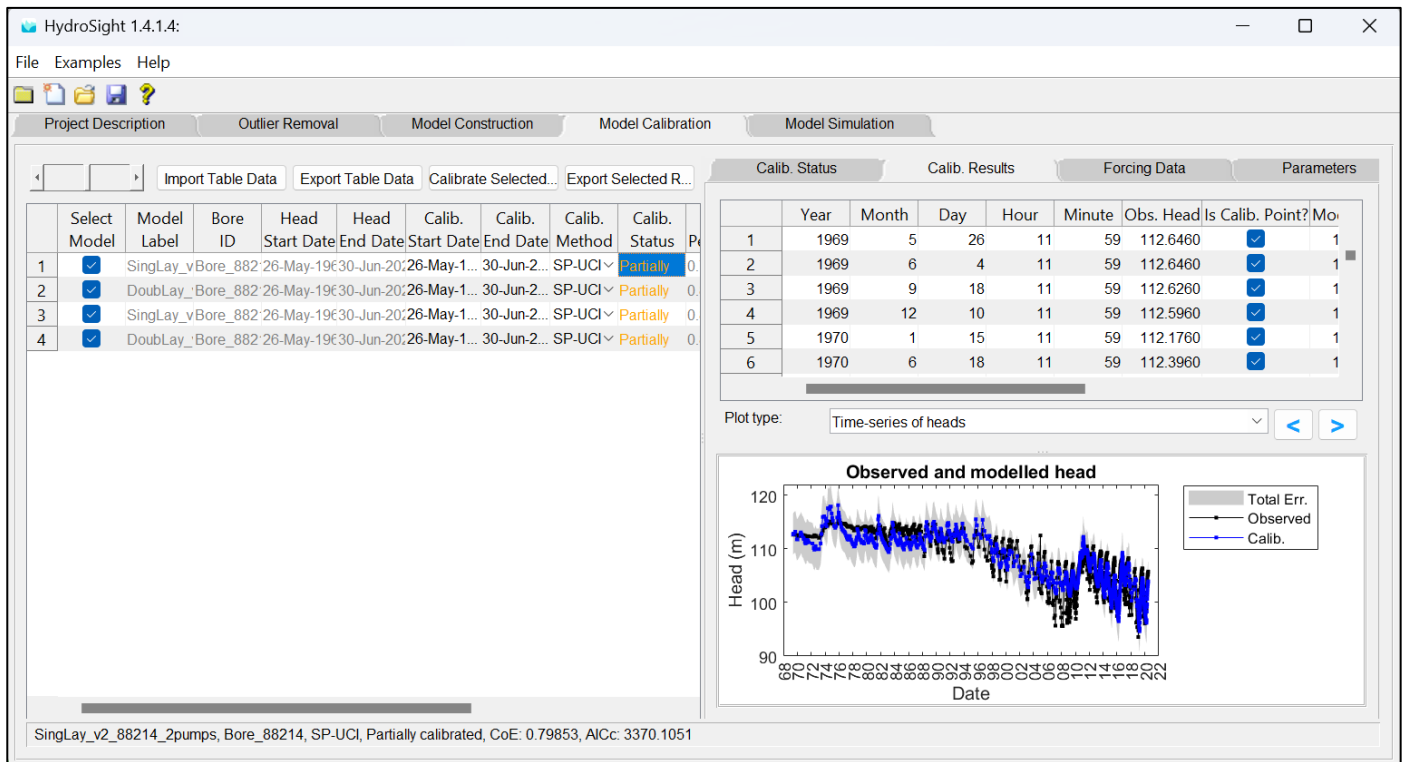 HydroSight 1.4.1.4:
File Examples Help
Project Description Outlier Removal Model Construction Model Calibration Model Simulation
Import Table Data Export Table Data Calibrate Selected... Export Selected R...
Select Model Model Label Bore ID Head Start Date Head End Date Calib. Start Date Calib. End Date Calib. Method Calib. Status
1 SingLay_v Bore_882 26-May-196 30-Jun-202 26-May-1... 30-Jun-2... SP-UCI Partially 0.
2 DoubLay_ Bore_882 26-May-196 30-Jun-202 26-May-1... 30-Jun-2... SP-UCI Partially 0.
3 SingLay_v Bore_882 26-May-196 30-Jun-202 26-May-1... 30-Jun-2... SP-UCI Partially 0.
4 DoubLay_ Bore_882 26-May-196 30-Jun-202 26-May-1... 30-Jun-2... SP-UCI Partially 0.
Calib. Status Calib. Results Forcing Data Parameters
Year Month Day Hour Minute Obs. Head Is Calib. Point?
1 1969 5 26 11 59 112.6460
2 1969 6 4 11 59 112.6460
3 1969 9 18 11 59 112.6260
4 1969 12 10 11 59 112.5960
5 1970 1 15 11 59 112.1760
6 1970 6 18 11 59 112.3960
Plot type: Time-series of heads < >
Observed and modelled head
Total Err.
Observed
Calib.
Head (m)
120
110
100
90
68 70 72 74 76 78 80 82 84 86 88 90 92 94 96 98 00 02 04 06 08 10 12 14 16 18 20 22
Date
SingLay_v2_88214_2pumps, Bore_88214, SP-UCI, Partially calibrated, CoE: 0.79853, AICc: 3370.1051